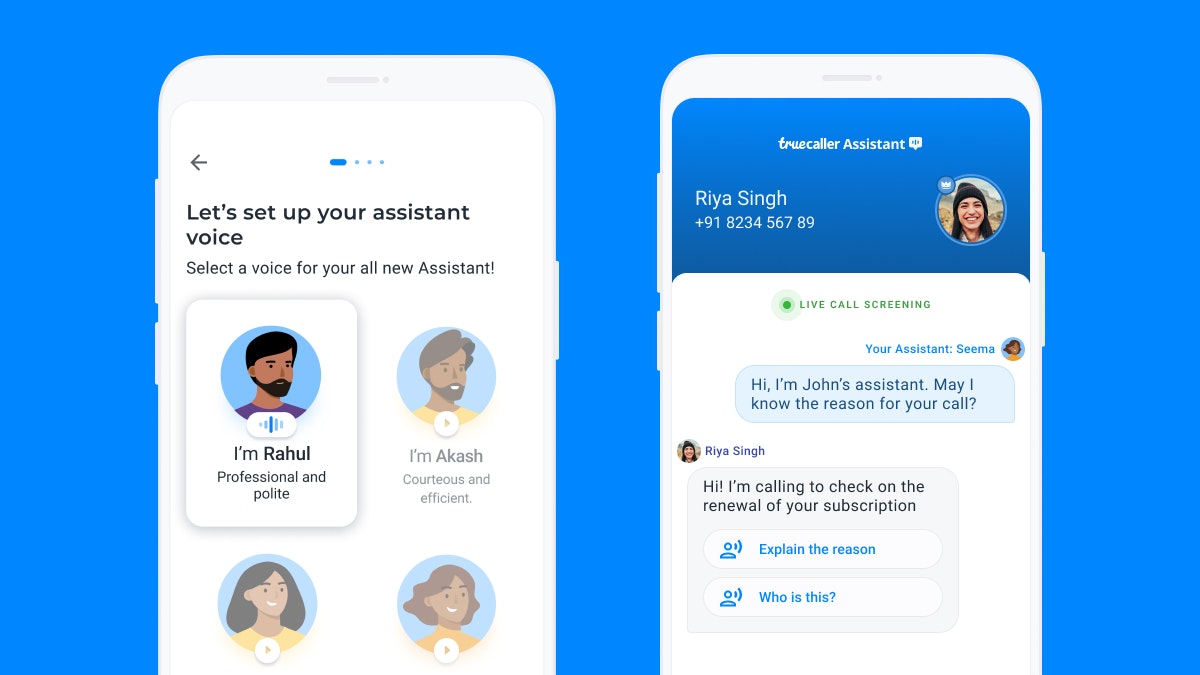 Let’s set up your assistant
voice
Select a voice for your all new Assistant!
I’m Rahul
Professional and
polite
I’m Akash
Courteous and
efficient.
truecaller Assistant
Riya Singh
+91 8234 567 89
LIVE CALL SCREENING
Your Assistant: Seema
Hi, I’m John’s assistant. May I
know the reason for your call?
Riya Singh
Hi! I’m calling to check on the
renewal of your subscription
Explain the reason
Who is this?